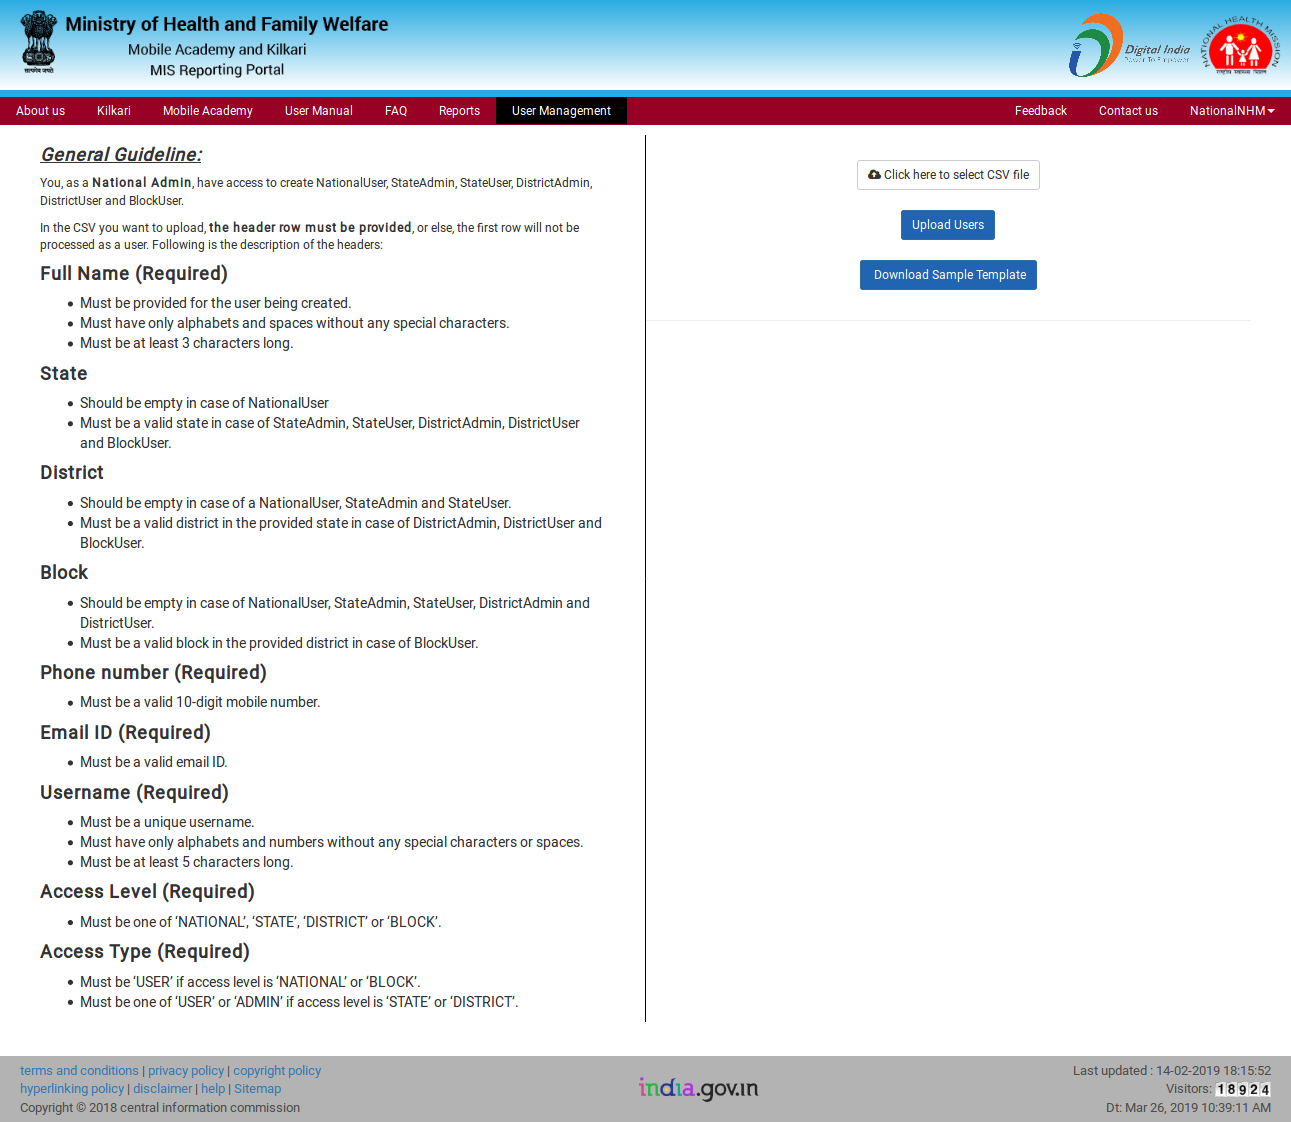 Ministry of Health and Family Welfare
Mobile Academy and Kilkari
MIS Reporting Portal
सत्यमेव जयते
Digital India
Power To Empower
NATIONAL HEALTH MISSION
राष्ट्रीय स्वास्थ्य मिशन
About us Kilkari Mobile Academy User Manual FAQ Reports User Management Feedback Contact us NationalNHM
General Guideline:
You, as a National Admin, have access to create NationalUser, StateAdmin, StateUser, DistrictAdmin,
DistrictUser and BlockUser.
In the CSV you want to upload, the header row must be provided, or else, the first row will not be
processed as a user. Following is the description of the headers:
Full Name (Required)
• Must be provided for the user being created.
• Must have only alphabets and spaces without any special characters.
• Must be at least 3 characters long.
State
• Should be empty in case of NationalUser
• Must be a valid state in case of StateAdmin, StateUser, DistrictAdmin, DistrictUser
and BlockUser.
District
• Should be empty in case of a NationalUser, StateAdmin and StateUser.
• Must be a valid district in the provided state in case of DistrictAdmin, DistrictUser and
BlockUser.
Block
• Should be empty in case of NationalUser, StateAdmin, StateUser, DistrictAdmin and
DistrictUser.
• Must be a valid block in the provided district in case of BlockUser.
Phone number (Required)
• Must be a valid 10-digit mobile number.
Email ID (Required)
• Must be a valid email ID.
Username (Required)
• Must be a unique username.
• Must have only alphabets and numbers without any special characters or spaces.
• Must be at least 5 characters long.
Access Level (Required)
• Must be one of ‘NATIONAL’, ‘STATE’, ‘DISTRICT’ or ‘BLOCK’.
Access Type (Required)
• Must be ‘USER’ if access level is ‘NATIONAL’ or ‘BLOCK’.
• Must be one of ‘USER’ or ‘ADMIN’ if access level is ‘STATE’ or ‘DISTRICT’.
Click here to select CSV file
Upload Users
Download Sample Template
terms and conditions | privacy policy | copyright policy
hyperlinking policy | disclaimer | help | Sitemap
Copyright © 2018 central information commission
india.gov.in
Last updated : 14-02-2019 18:15:52
Visitors: 18924
Dt: Mar 26, 2019 10:39:11 AM